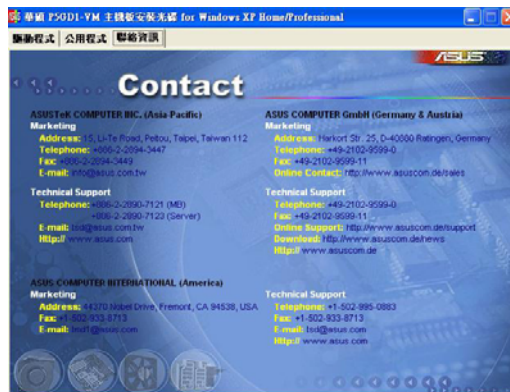 華碩 P5GD1-VM 主機板安裝光碟 for Windows XP Home/Professional
驅動程式 公用程式 聯絡資訊
ASUS
Contact
ASUSTeK COMPUTER INC. (Asia-Pacific)
Marketing
Address: 15, Li-Te Road, Peitou, Taipei, Taiwan 112
Telephone: +886-2-2894-3447
Fax: +886-2-2894-3449
E-mail: info@asus.com.tw
Technical Support
Telephone: +886-2-2890-7121 (MB)
+886-2-2890-7123 (Server)
E-mail: tsd@asus.com.tw
Http:// www.asus.com
ASUS COMPUTER INTERNATIONAL (America)
Marketing
Address: 44370 Nobel Drive, Fremont, CA 94538, USA
Fax: +1-502-933-8713
E-mail: tmd1@asus.com
ASUS COMPUTER GmbH (Germany & Austria)
Marketing
Address: Harkort Str. 25, D-40880 Ratingen, Germany
Telephone: +49-2102-9599-0
Fax: +49-2102-9599-11
Online Contact: http://www.asuscom.de/sales
Technical Support
Telephone: +49-2102-9599-0
Fax: +49-2102-9599-11
Online Support: http://www.asuscom.de/support
Download: http://www.asuscom.de/news
Http:// www.asuscom.de
Technical Support
Telephone: +1-502-995-0883
Fax: +1-502-933-8713
E-mail: tsd@asus.com
Http:// www.asus.com